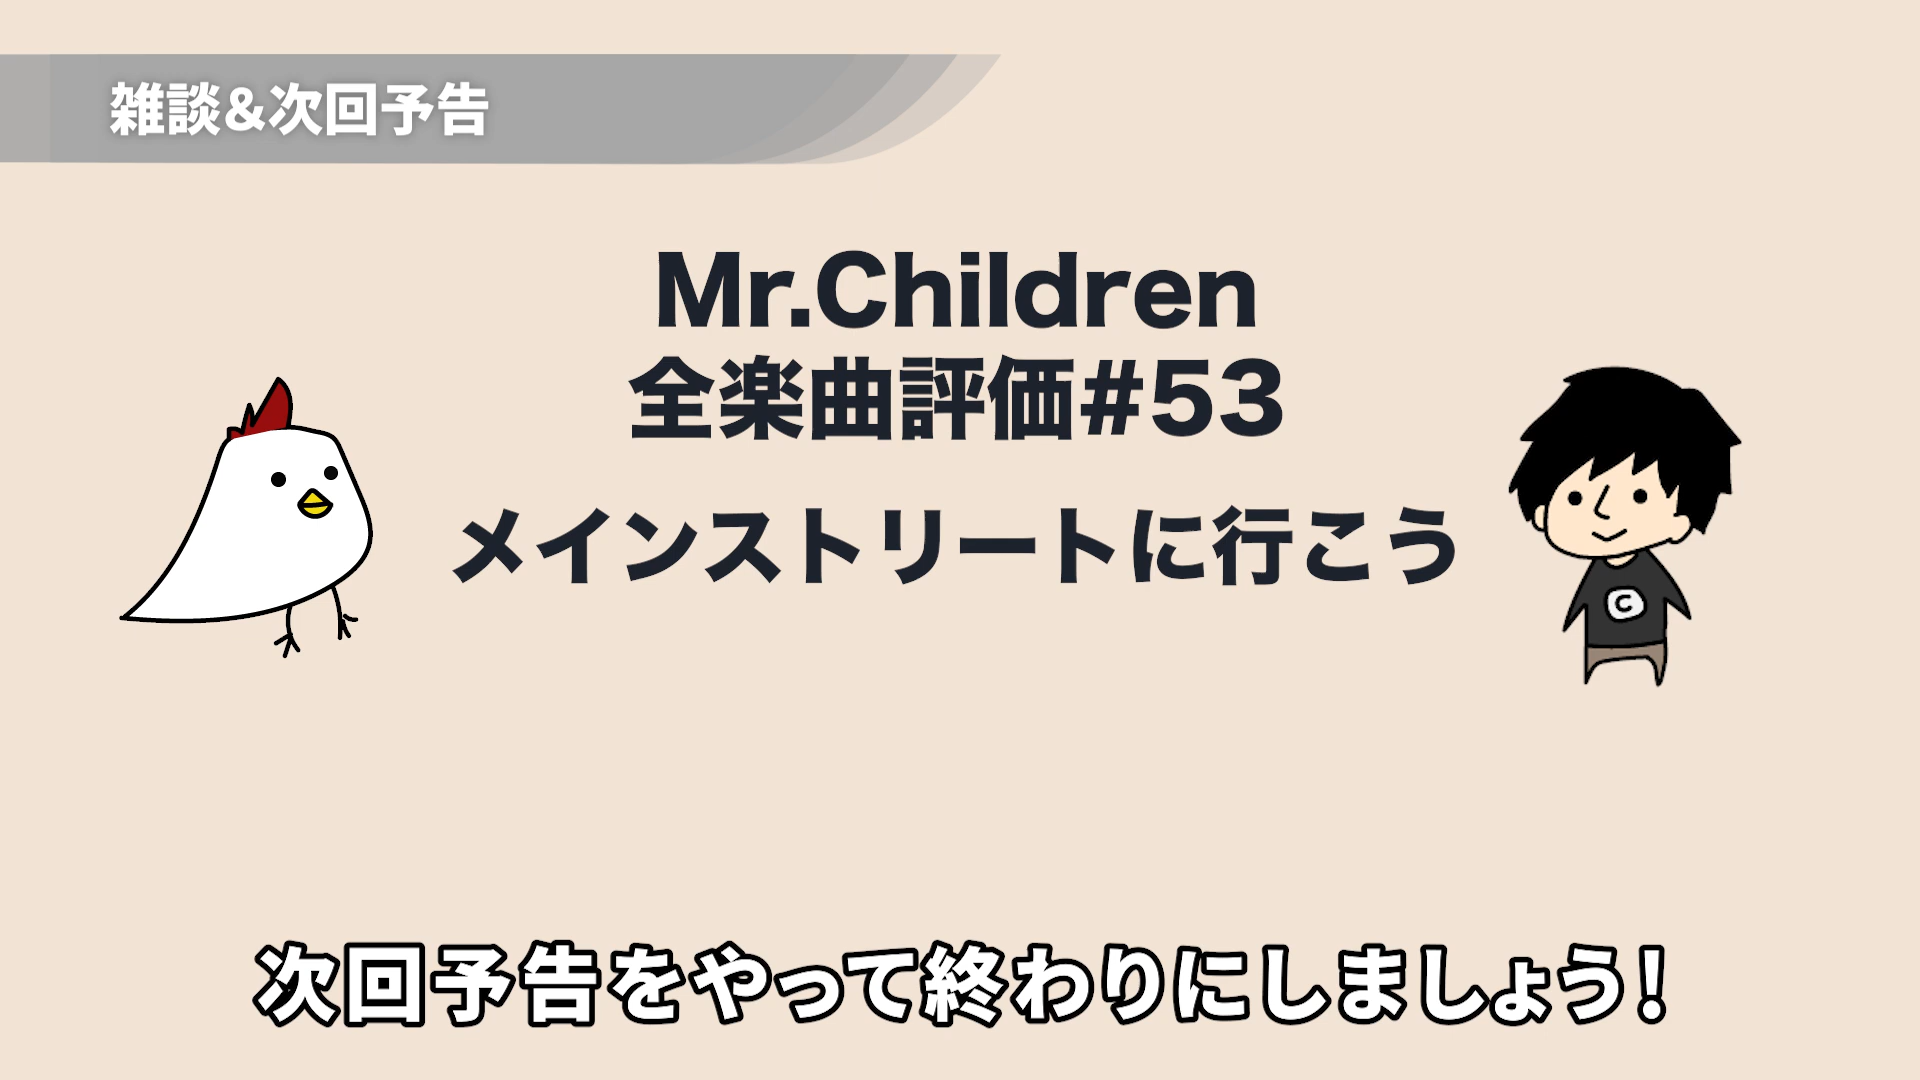 雑談&次回予告
Mr.Children
全楽曲評価#53
メインストリートに行こう
C
次回予告をやって終わりにしましょう!